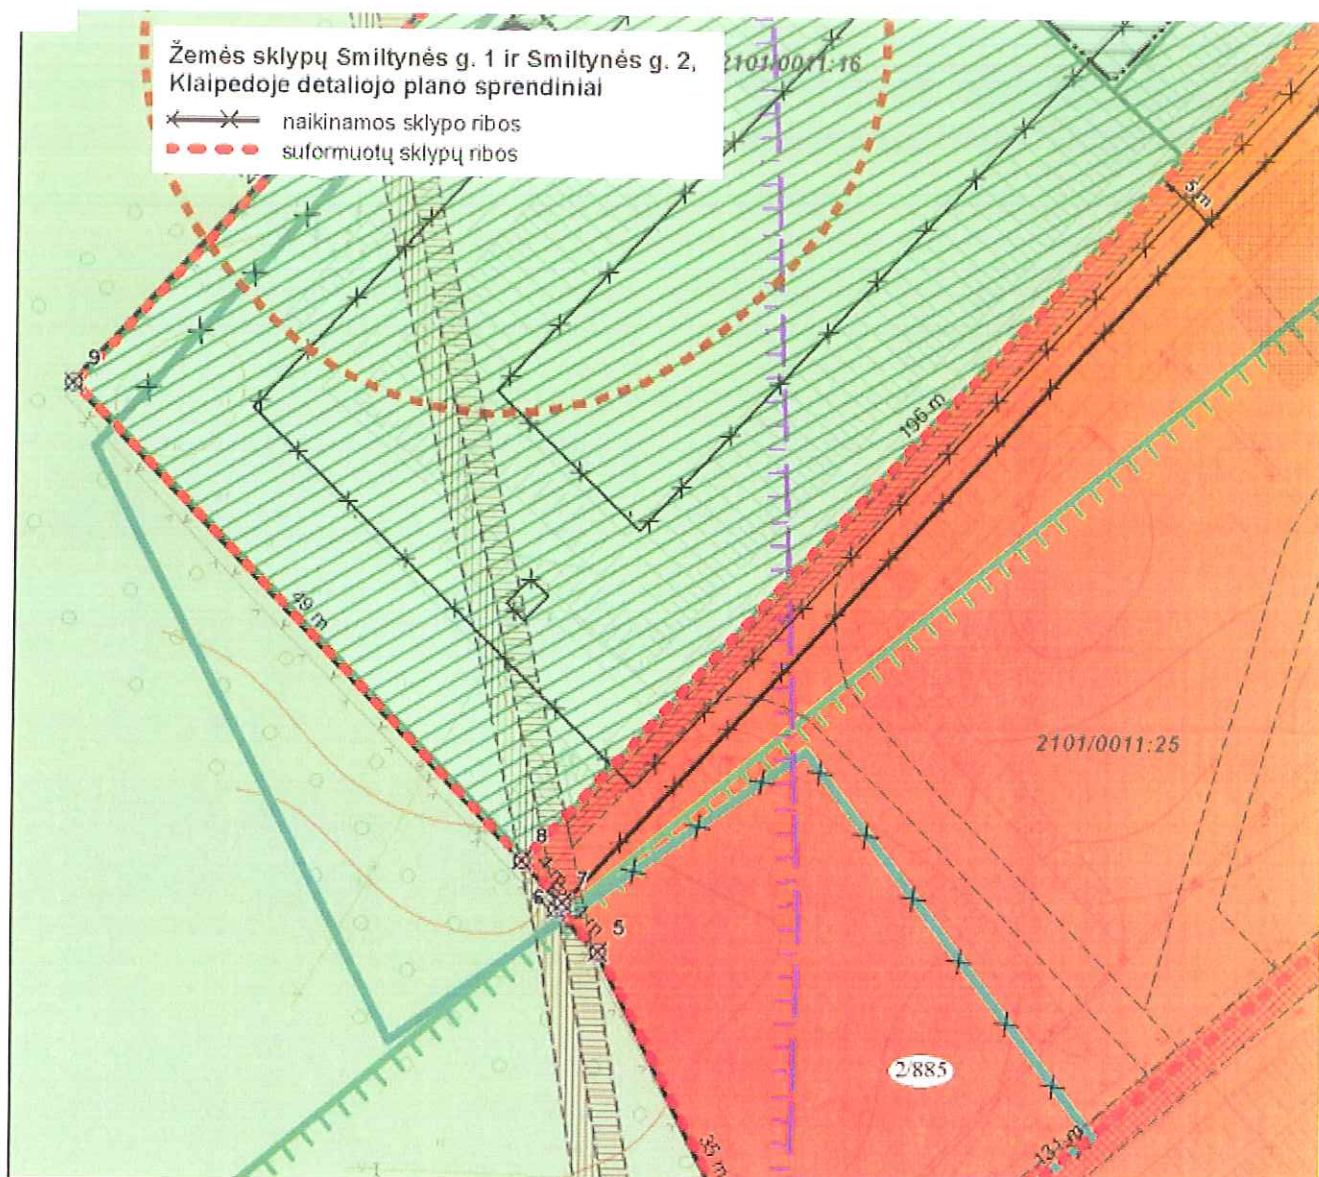 Žemės sklypų Smiltynės g. 1 ir Smiltynės g. 2,
Klaipėdoje detaliojo plano sprendiniai
naikinamos sklypo ribos
suformuotų sklypų ribos
2101/0011:16
5 m
9
196 m
49 m
2101/0011:25
8
7
6
5
2/885
35 m